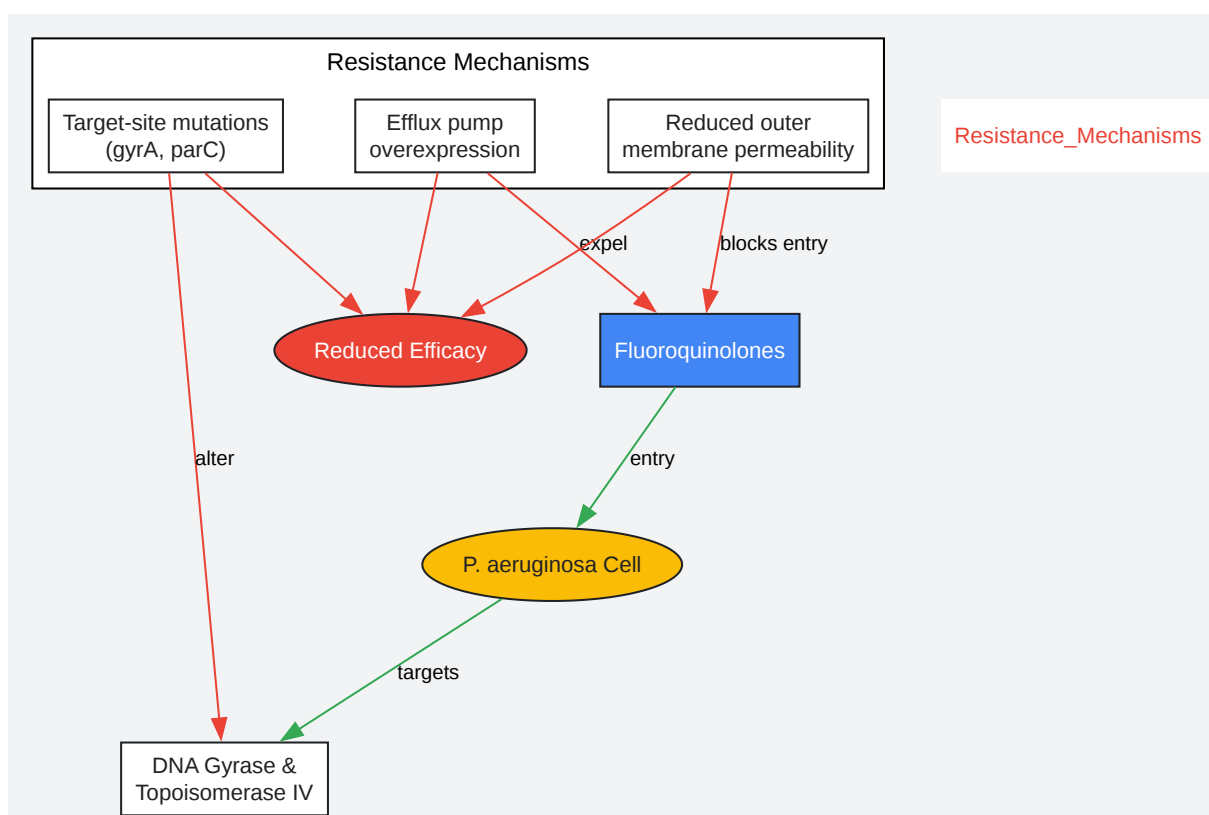 Resistance Mechanisms
Target-site mutations
(gyrA, parC)
Efflux pump
overexpression
Reduced outer
membrane permeability
Resistance_Mechanisms
expel
blocks entry
Reduced Efficacy
Fluoroquinolones
alter
entry
P. aeruginosa Cell
targets
DNA Gyrase &
Topoisomerase IV